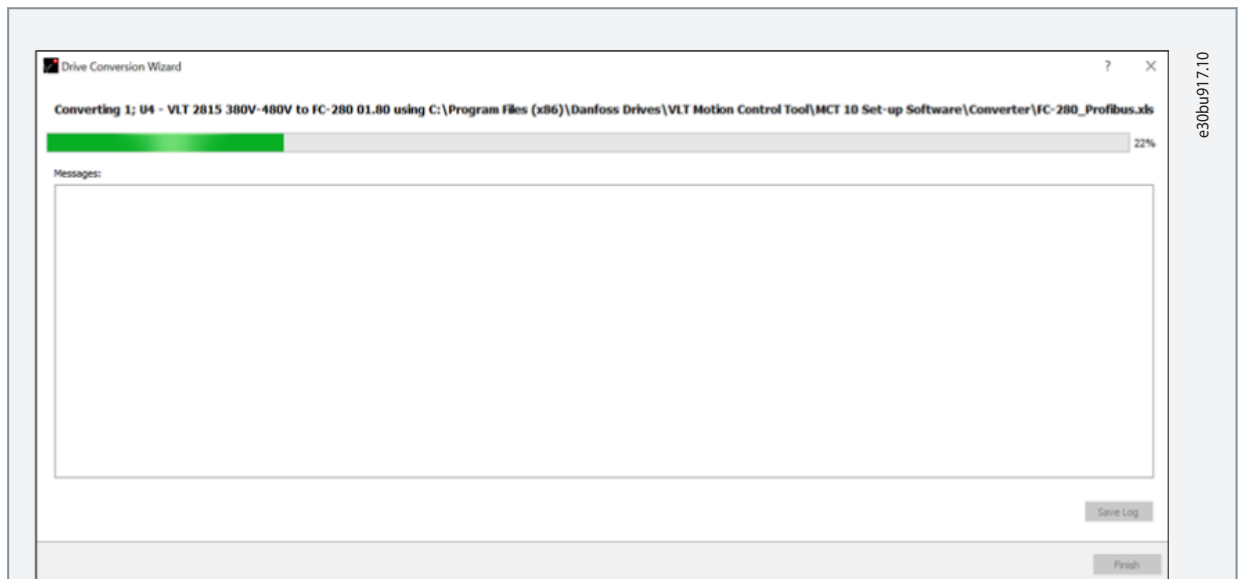 Drive Conversion Wizard
Converting 1; U4 - VLT 2815 380V-480V to FC-280 01.80 using C:\Program Files (x86)\Danfoss Drives\VLT Motion Control Tool\MCT 10 Set-up Software\Converter\FC-280_Profibus.xls
22%
Messages:
Save Log
Finish
e30bu917.10